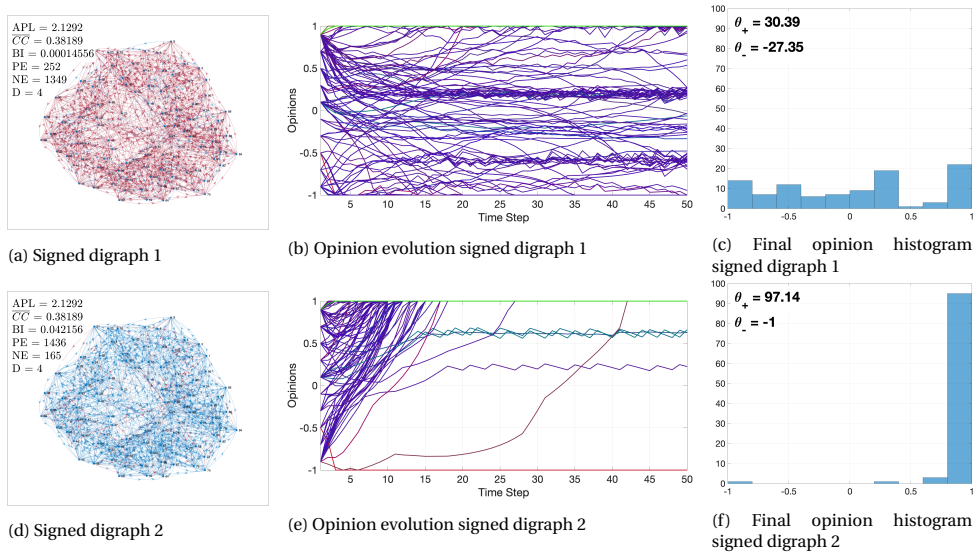 APL = 2.1292
CC = 0.38189
BI = 0.00014556
PE = 252
NE = 1349
D = 4
(a) Signed digraph 1
1
0.5
0
-0.5
-1
Opinions
5 10 15 20 25 30 35 40 45 50
Time Step
(b) Opinion evolution signed digraph 1
θ+ = 30.39
θ- = -27.35
100
90
80
70
60
50
40
30
20
10
0
-1 -0.5 0 0.5 1
(c) Final opinion histogram
signed digraph 1
APL = 2.1292
CC = 0.38189
BI = 0.042156
PE = 1436
NE = 165
D = 4
(d) Signed digraph 2
1
0.5
0
-0.5
-1
Opinions
5 10 15 20 25 30 35 40 45 50
Time Step
(e) Opinion evolution signed digraph 2
θ+ = 97.14
θ- = -1
100
90
80
70
60
50
40
30
20
10
0
-1 -0.5 0 0.5 1
(f) Final opinion histogram
signed digraph 2